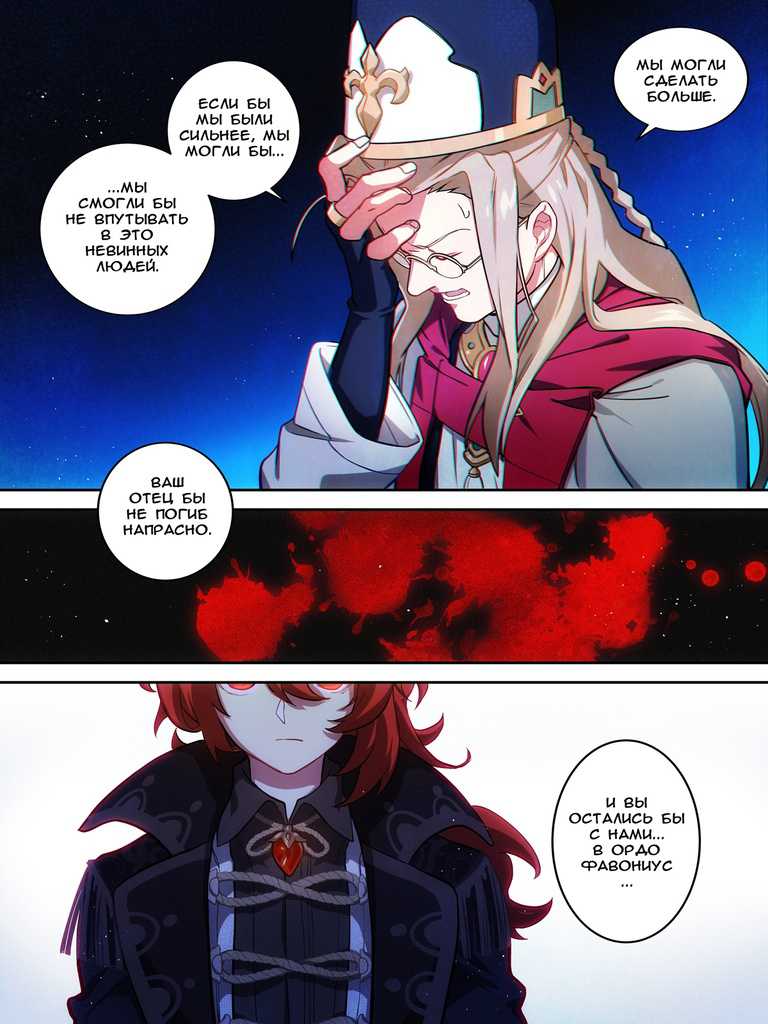 МЫ МОГЛИ
СДЕЛАТЬ
БОЛЬШЕ.
ЕСЛИ БЫ
МЫ БЫЛИ
СИЛЬНЕЕ, МЫ
МОГЛИ БЫ...
...МЫ
СМОГЛИ БЫ
НЕ ВПУТЫВАТЬ
В ЭТО
НЕВИННЫХ
ЛЮДЕЙ.
ВАШ
ОТЕЦ БЫ
НЕ ПОГИБ
НАПРАСНО.
И ВЫ
ОСТАЛИСЬ БЫ
С НАМИ...
В ОРДО
ФАВОНИУС
...